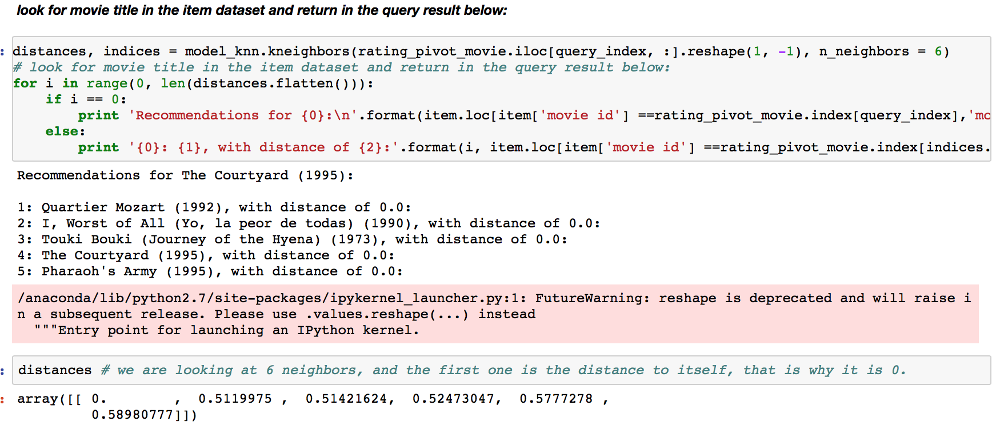 look for movie title in the item dataset and return in the query result below:
: distances, indices = model_knn.kneighbors(rating_pivot_movie.iloc[query_index, :].reshape(1, -1), n_neighbors = 6)
# look for movie title in the item dataset and return in the query result below:
for i in range(0, len(distances.flatten())):
    if i == 0:
        print 'Recommendations for {0}:\n'.format(item.loc[item['movie id'] ==rating_pivot_movie.index[query_index],'mo
    else:
        print '{0}: {1}, with distance of {2}:'.format(i, item.loc[item['movie id'] ==rating_pivot_movie.index[indices.
Recommendations for The Courtyard (1995):
1: Quartier Mozart (1992), with distance of 0.0:
2: I, Worst of All (Yo, la peor de todas) (1990), with distance of 0.0:
3: Touki Bouki (Journey of the Hyena) (1973), with distance of 0.0:
4: The Courtyard (1995), with distance of 0.0:
5: Pharaoh's Army (1995), with distance of 0.0:
/anaconda/lib/python2.7/site-packages/ipykernel_launcher.py:1: FutureWarning: reshape is deprecated and will raise i
n a subsequent release. Please use .values.reshape(...) instead
  """Entry point for launching an IPython kernel.
: distances # we are looking at 6 neighbors, and the first one is the distance to itself, that is why it is 0.
: array([[ 0.        ,  0.5119975 ,  0.51421624,  0.52473047,  0.5777278 ,
         0.58980777]])